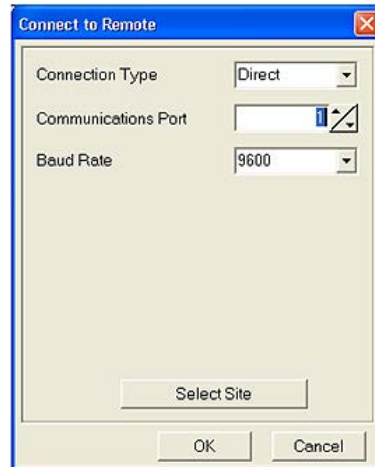 Connect to Remote
Connection Type Direct
Communications Port 1
Baud Rate 9600
Select Site
OK Cancel